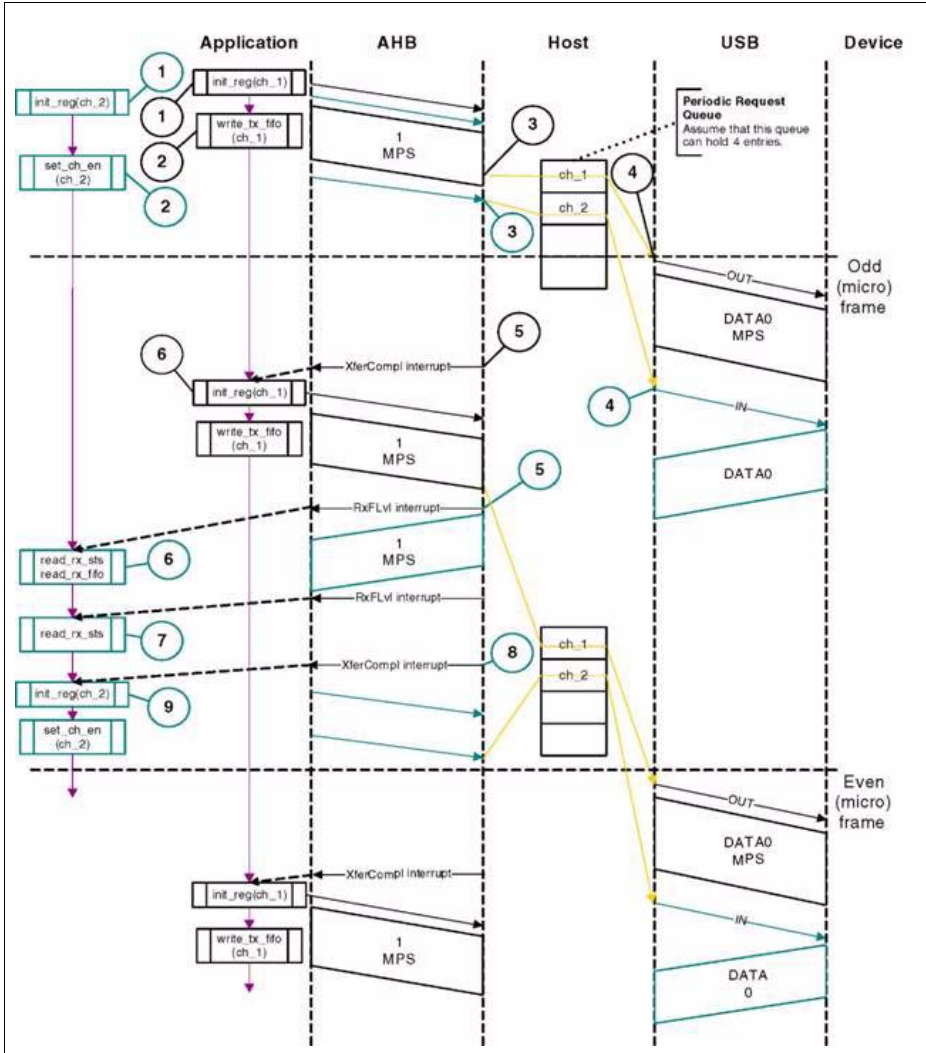 Application
AHB
Host
USB
Device
1
init_reg(ch_2)
init_reg(ch_1)
1
Periodic Request
Queue
Assume that this queue
can hold 4 entries.
write_tx_fifo
(ch_1)
1
MPS
3
2
set_ch_en
(ch_2)
2
4
ch_1
ch_2
3
Odd
(micro)
frame
OUT
DATA0
MPS
5
6
XferCompl interrupt
init_reg(ch_1)
4
IN
write_tx_fifo
(ch_1)
1
MPS
5
DATA0
RxFLvl interrupt
read_rx_sts
read_rx_fifo
6
1
MPS
RxFLvl interrupt
read_rx_sts
7
ch_1
8
XferCompl interrupt
ch_2
init_reg(ch_2)
9
set_ch_en
(ch_2)
Even
(micro)
frame
OUT
DATA0
MPS
XferCompl interrupt
init_reg(ch_1)
IN
write_tx_fifo
(ch_1)
1
MPS
DATA
0